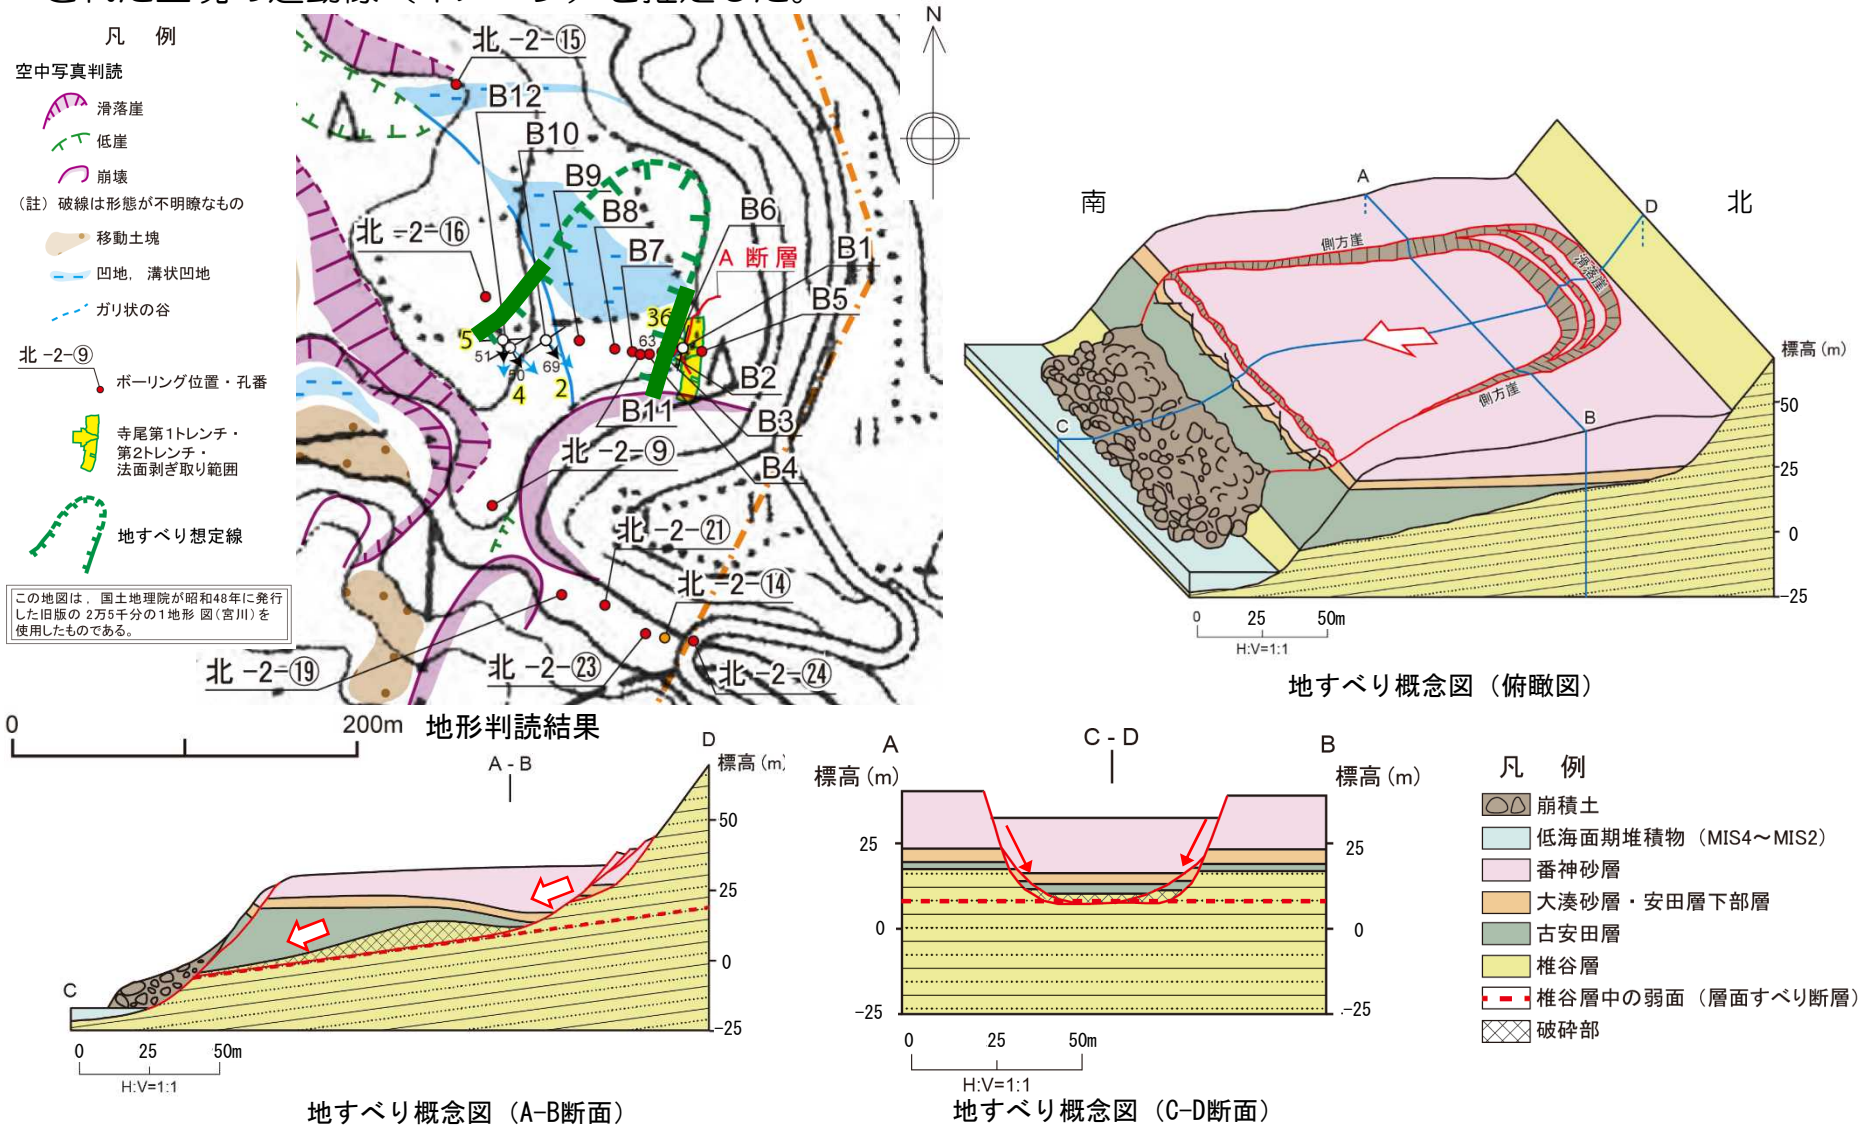 凡 例
空中写真判読
滑落崖
低崖
崩壊
（註）破線は形態が不明瞭なもの
移動土塊
凹地，溝状凹地
ガリ状の谷
北-2-⑨
ボーリング位置・孔番
寺尾第1トレンチ・
第2トレンチ・
法面剥ぎ取り範囲
地すべり想定線
この地図は，国土地理院が昭和48年に発行
した旧版の 2万5千分の1地形 図（宮川）を
使用したものである。
北-2-⑮
B12
B10
B9
B8
B7
B6
A 断層
B1
B5
北-2-⑯
36
63
5
51
50
69
4
2
B2
B11
B3
B4
北-2-⑨
北-2-㉑
北-2-⑭
北-2-⑲
北-2-㉓
北-2-㉔
N
0
200m
地形判読結果
南
北
A
D
側方崖
滑落崖
側方崖
C
B
標高（m）
50
25
0
-25
0 25 50m
H:V=1:1
地すべり概念図（俯瞰図）
A-B
D
標高（m）
50
25
0
-25
C
0 25 50m
H:V=1:1
地すべり概念図（A-B断面）
A
C-D
B
標高（m）
標高（m）
25
25
0
0
-25
-25
0 25 50m
H:V=1:1
地すべり概念図（C-D断面）
凡 例
崩積土
低海面期堆積物（MIS4～MIS2）
番神砂層
大湊砂層・安田層下部層
古安田層
椎谷層
椎谷層中の弱面（層面すべり断層）
破砕部